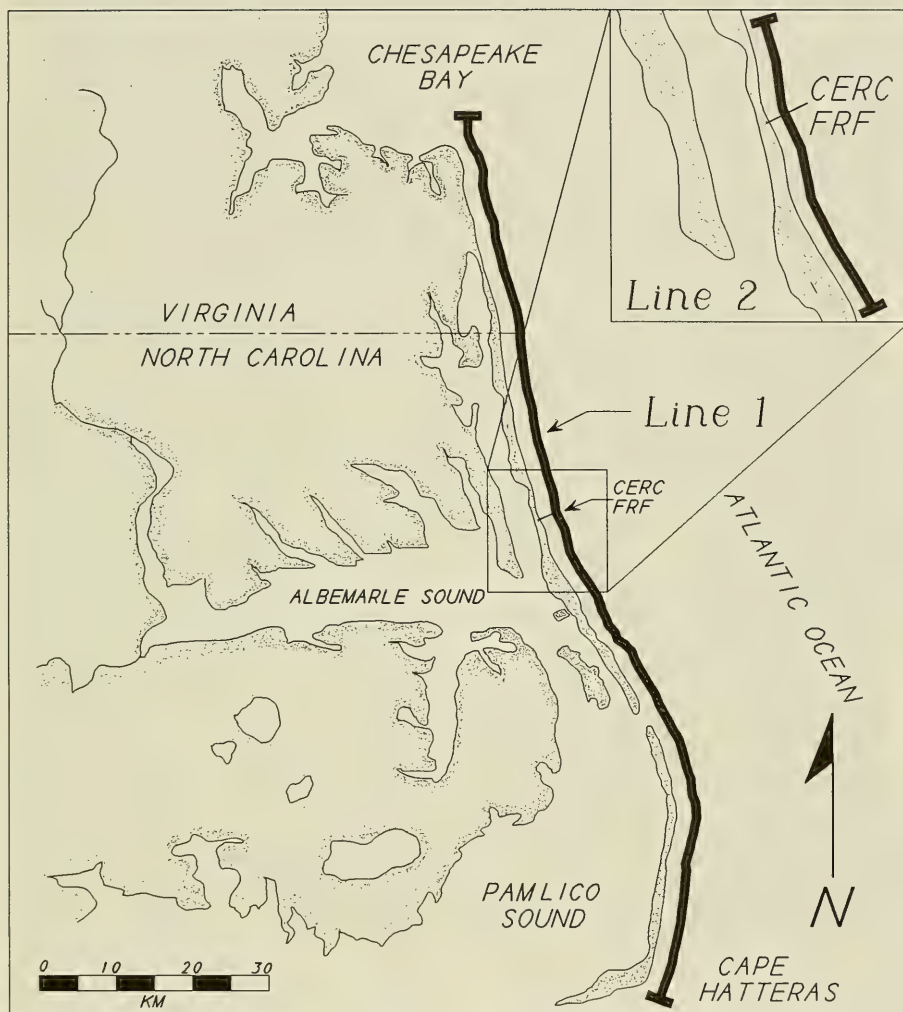 CHESAPEAKE
BAY
CERC
FRF
Line 2
VIRGINIA
NORTH CAROLINA
Line 1
CERC
FRF
ATLANTIC OCEAN
ALBEMARLE SOUND
PAMLICO
SOUND
N
0 10 20 30
KM
CAPE
HATTERAS